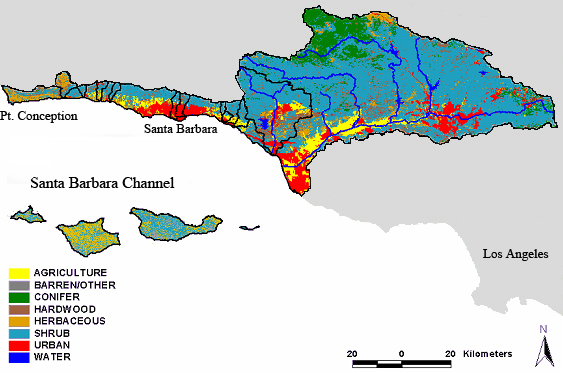 Pt. Conception
Santa Barbara
Santa Barbara Channel
Los Angeles
AGRICULTURE
BARREN/OTHER
CONIFER
HARDWOOD
HERBACEOUS
SHRUB
URBAN
WATER
N
20 0 20 Kilometers